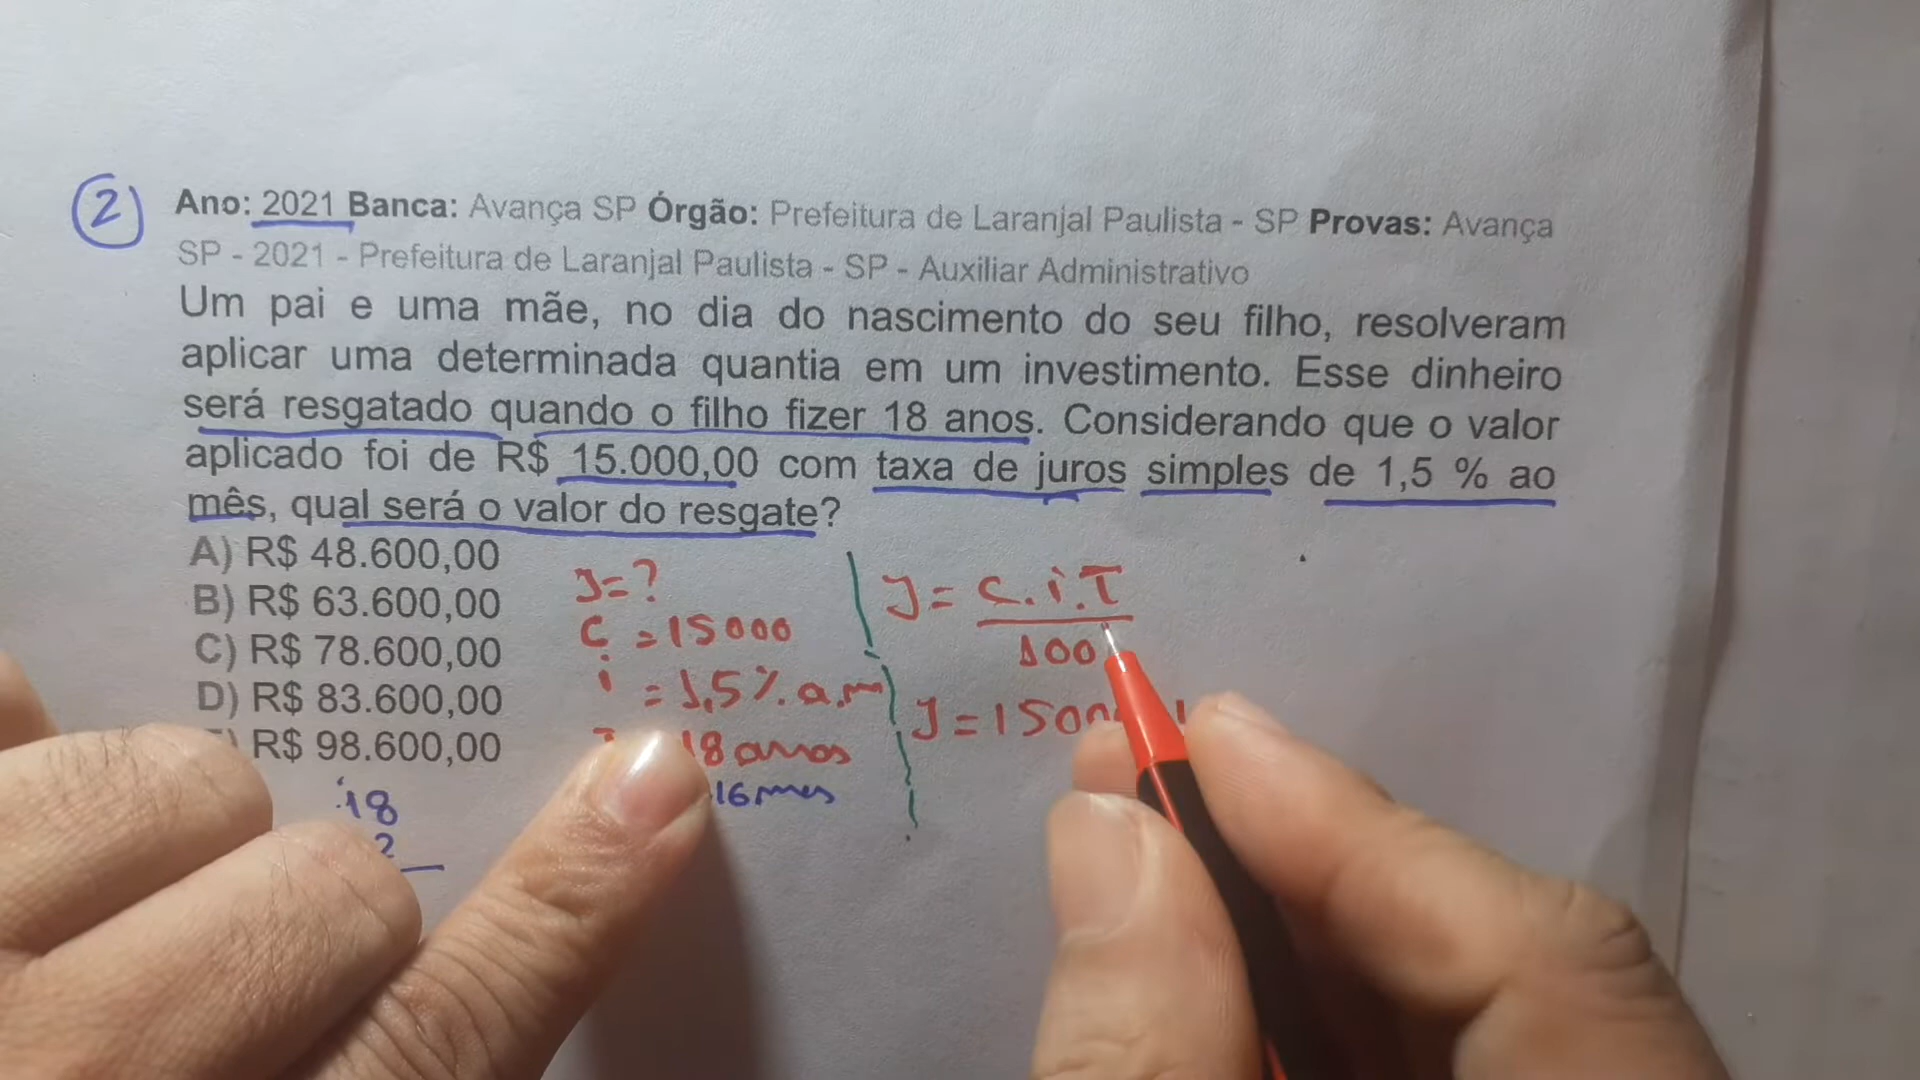 2
Ano: 2021 Banca: Avança SP Órgão: Prefeitura de Laranjal Paulista - SP Provas: Avança
SP - 2021 - Prefeitura de Laranjal Paulista - SP - Auxiliar Administrativo
Um pai e uma mãe, no dia do nascimento do seu filho, resolveram
aplicar uma determinada quantia em um investimento. Esse dinheiro
será resgatado quando o filho fizer 18 anos. Considerando que o valor
aplicado foi de R$ 15.000,00 com taxa de juros simples de 1,5 % ao
mês, qual será o valor do resgate?
A) R$ 48.600,00
B) R$ 63.600,00
C) R$ 78.600,00
D) R$ 83.600,00
R$ 98.600,00
18
2
J=?
C = 15000
i = 1,5% a.m
18 anos
16 mes
J = C.i.T
100
J = 1500